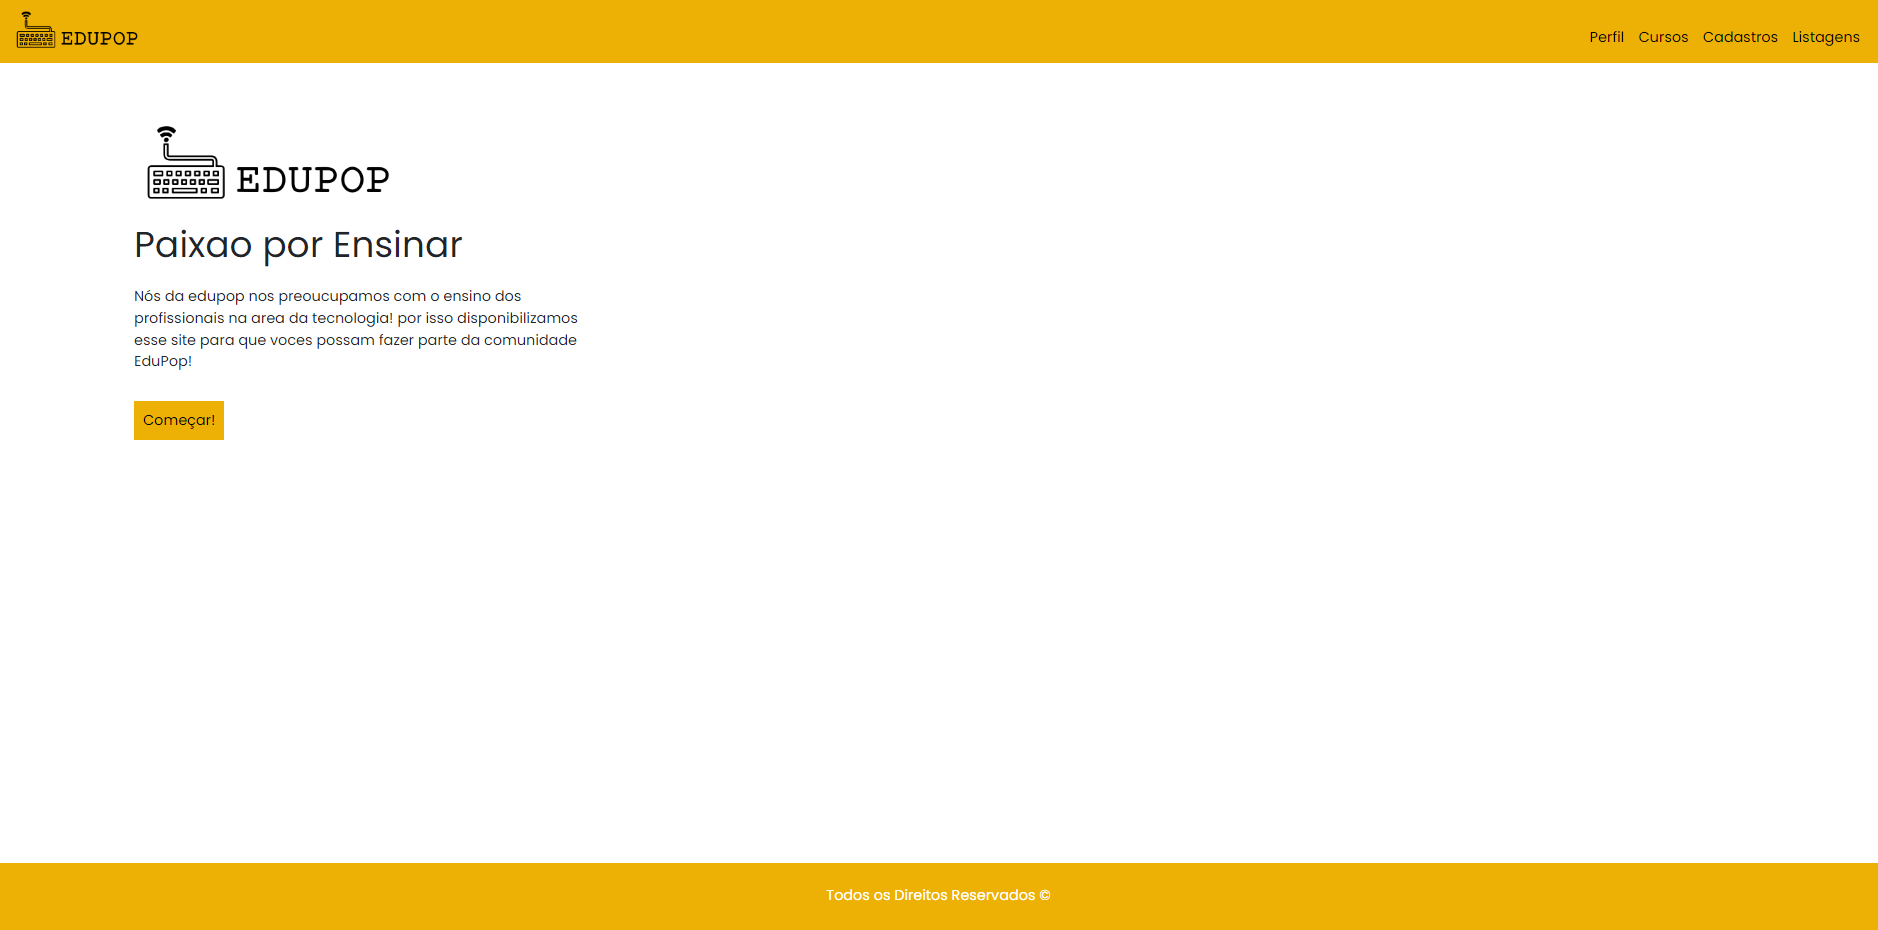 EDUPOP
Perfil Cursos Cadastros Listagens
EDUPOP
Paixao por Ensinar
Nós da edupop nos preoucupamos com o ensino dos
profissionais na area da tecnologia! por isso disponibilizamos
esse site para que voces possam fazer parte da comunidade
EduPop!
Começar!
Todos os Direitos Reservados ©